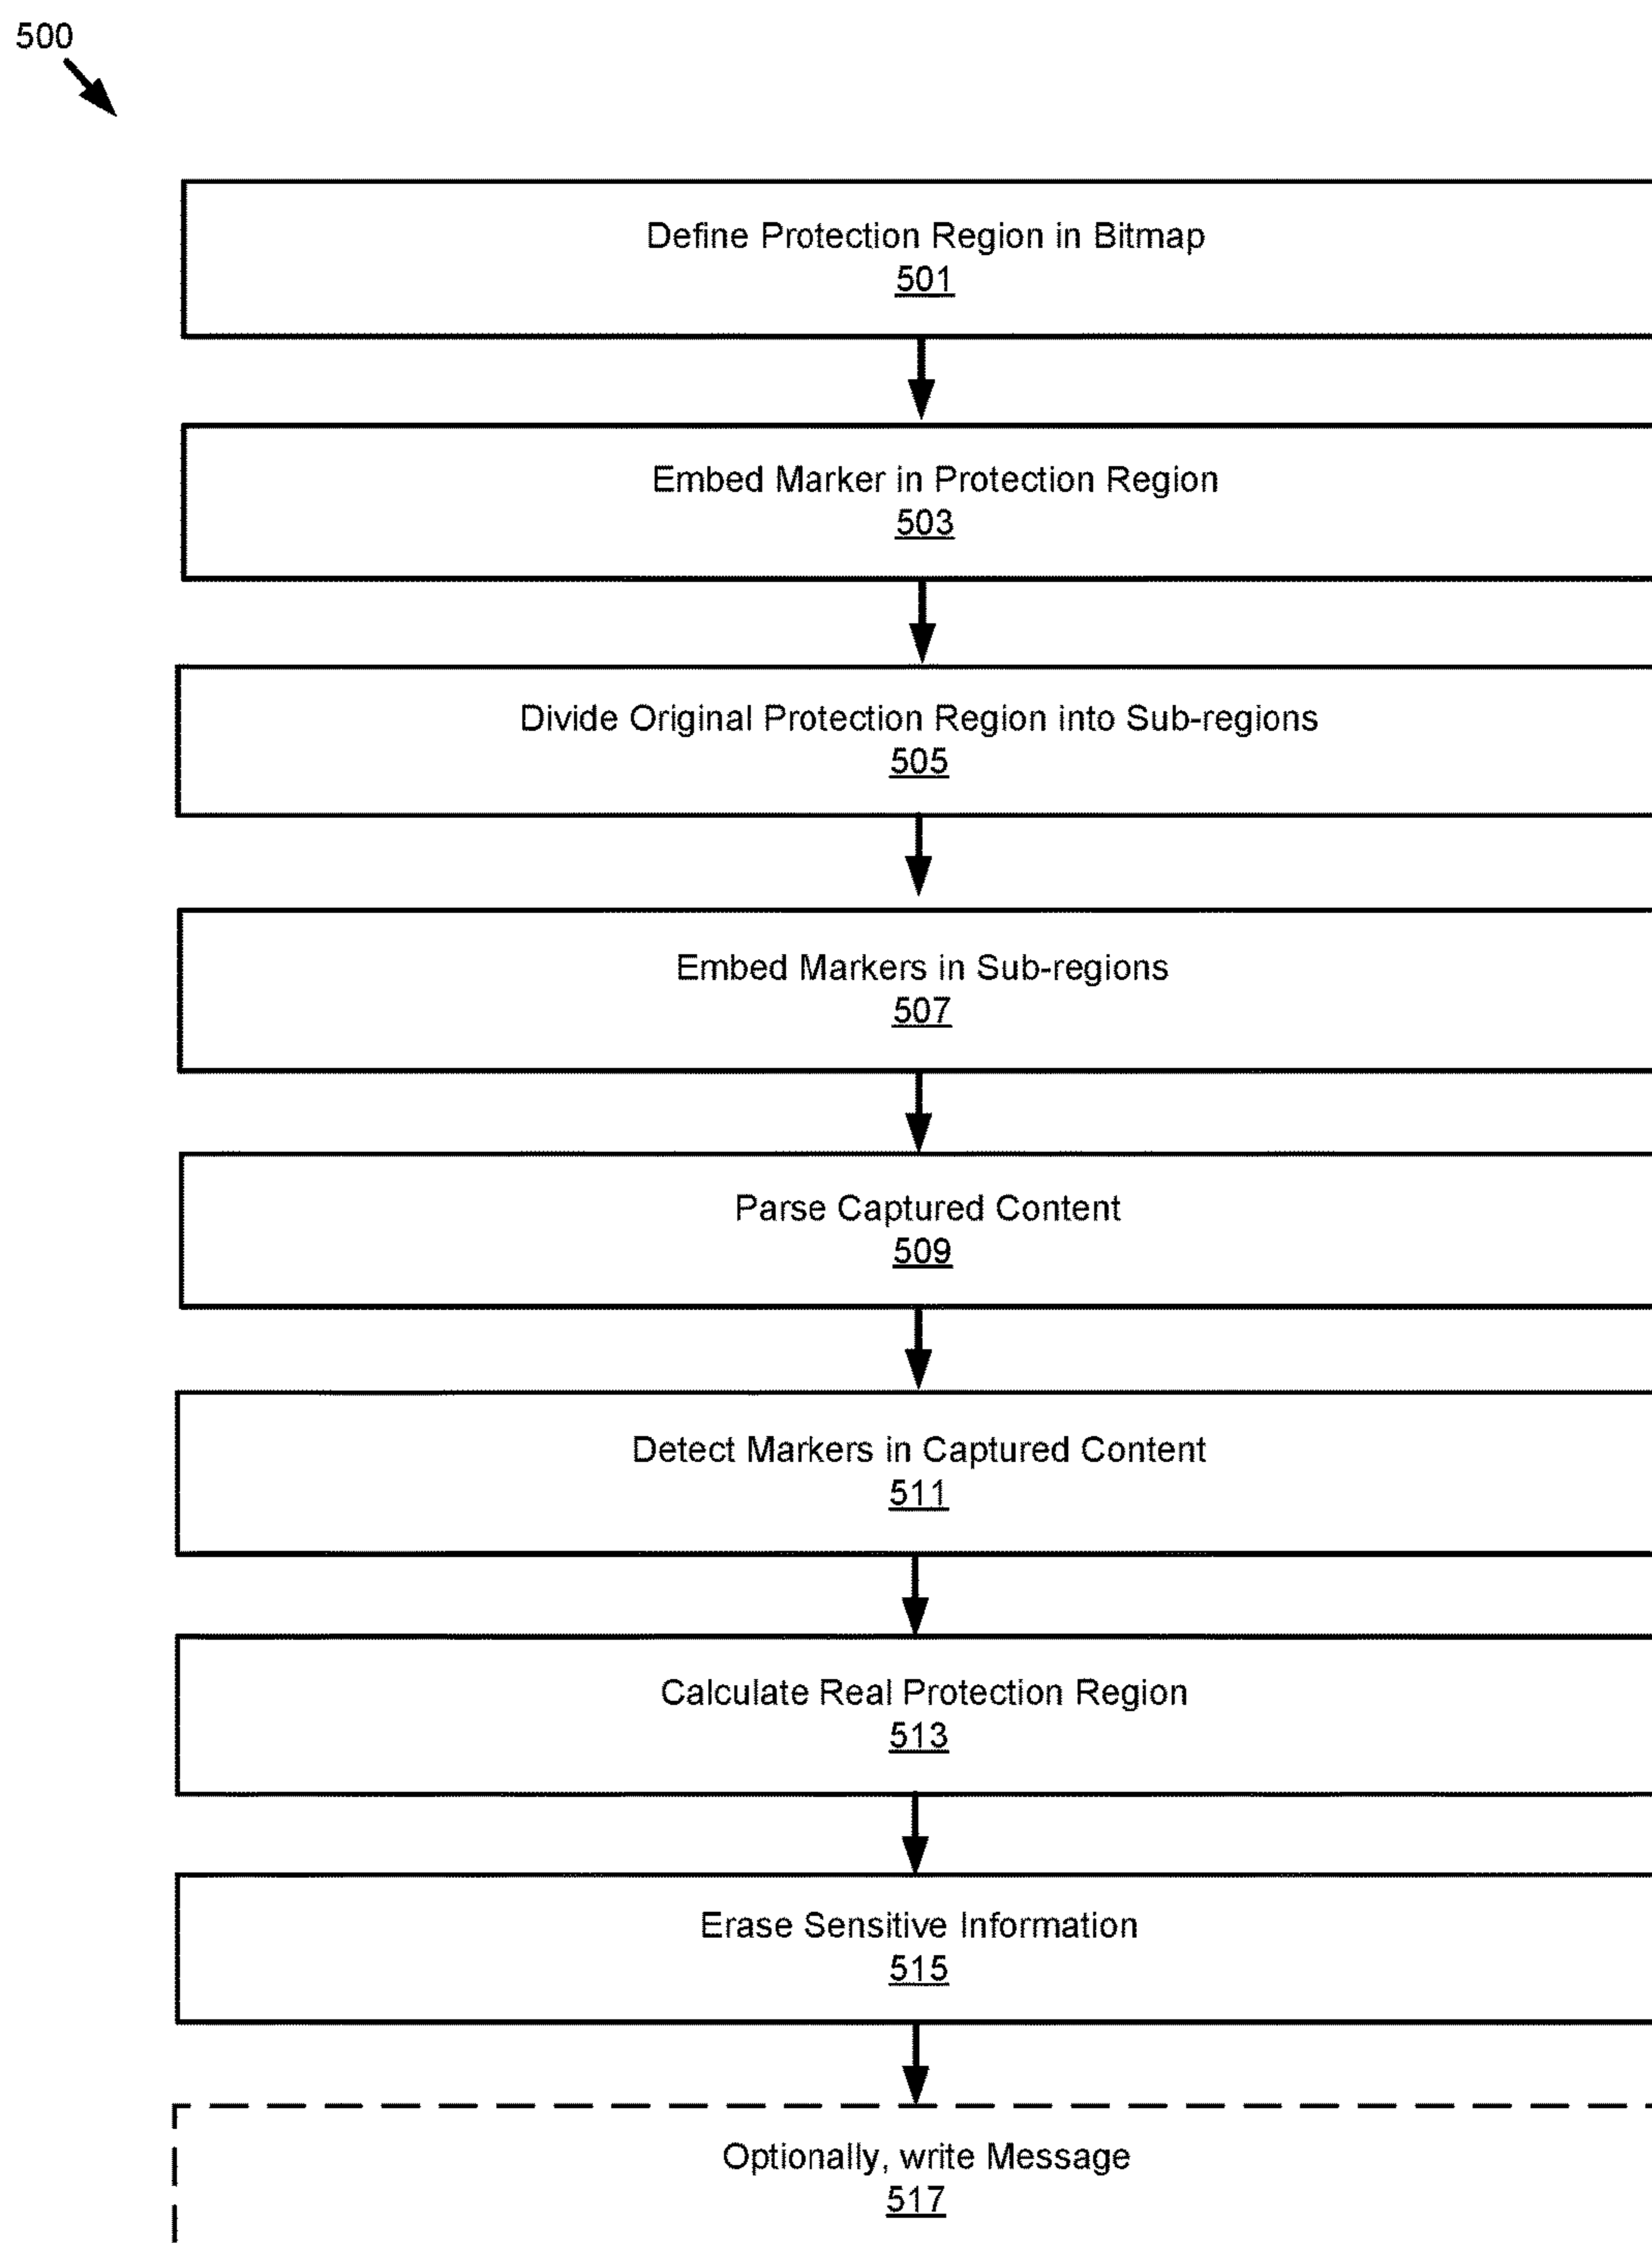 500
Define Protection Region in Bitmap
501
Embed Marker in Protection Region
503
Divide Original Protection Region into Sub-regions
505
Embed Markers in Sub-regions
507
Parse Captured Content
509
Detect Markers in Captured Content
511
Calculate Real Protection Region
513
Erase Sensitive Information
515
Optionally, write Message
517